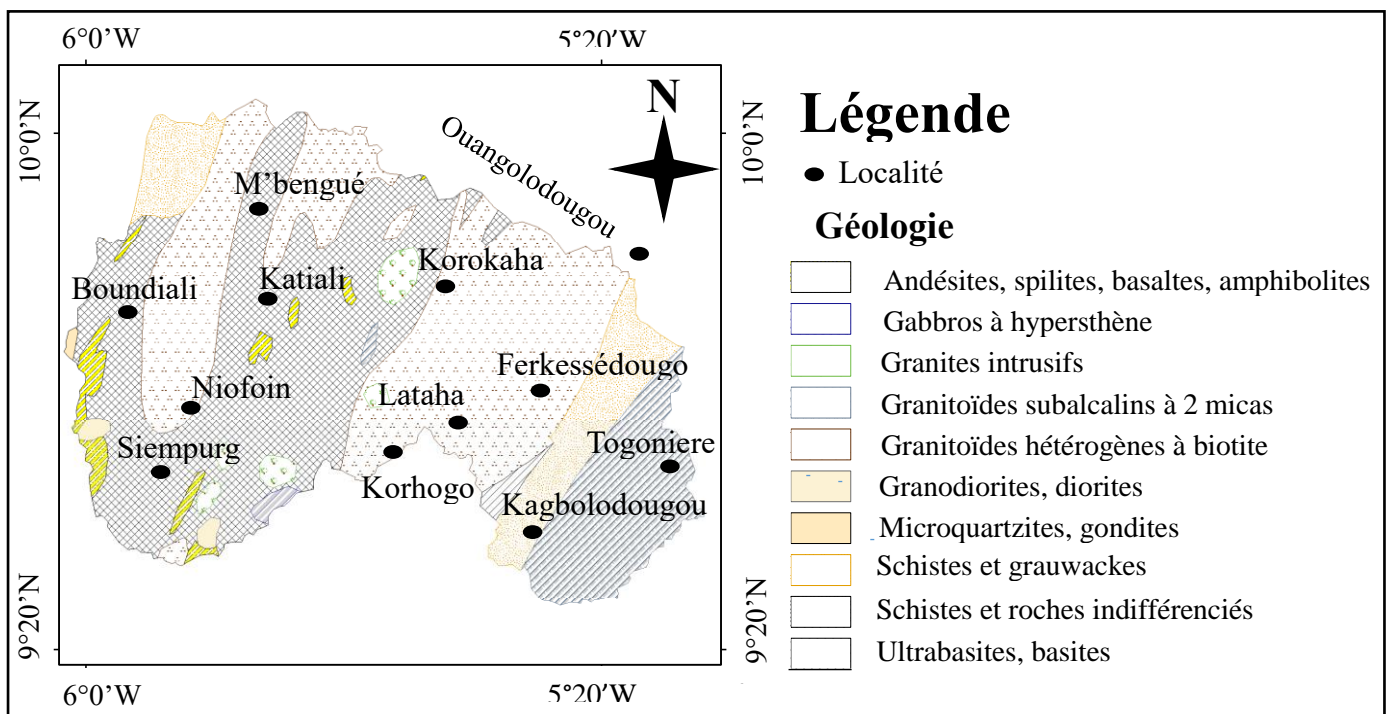 6°0’W
5°20’W
10°0’N
10°0’N
N
Ouangolodougou
M’bengué
Korokaha
Katiali
Boundiali
Ferkessédougo
Niofoin
Lataha
Siempurg
Togoniere
Korhogo
Kagbolodougou
9°20’N
9°20’N
6°0’W
5°20’W
Légende
Localité
Géologie
Andésites, spilites, basaltes, amphibolites
Gabbros à hypersthène
Granites intrusifs
Granitoïdes subalcalins à 2 micas
Granitoïdes hétérogènes à biotite
Granodiorites, diorites
Microquartzites, gondites
Schistes et grauwackes
Schistes et roches indifférenciés
Ultrabasites, basites